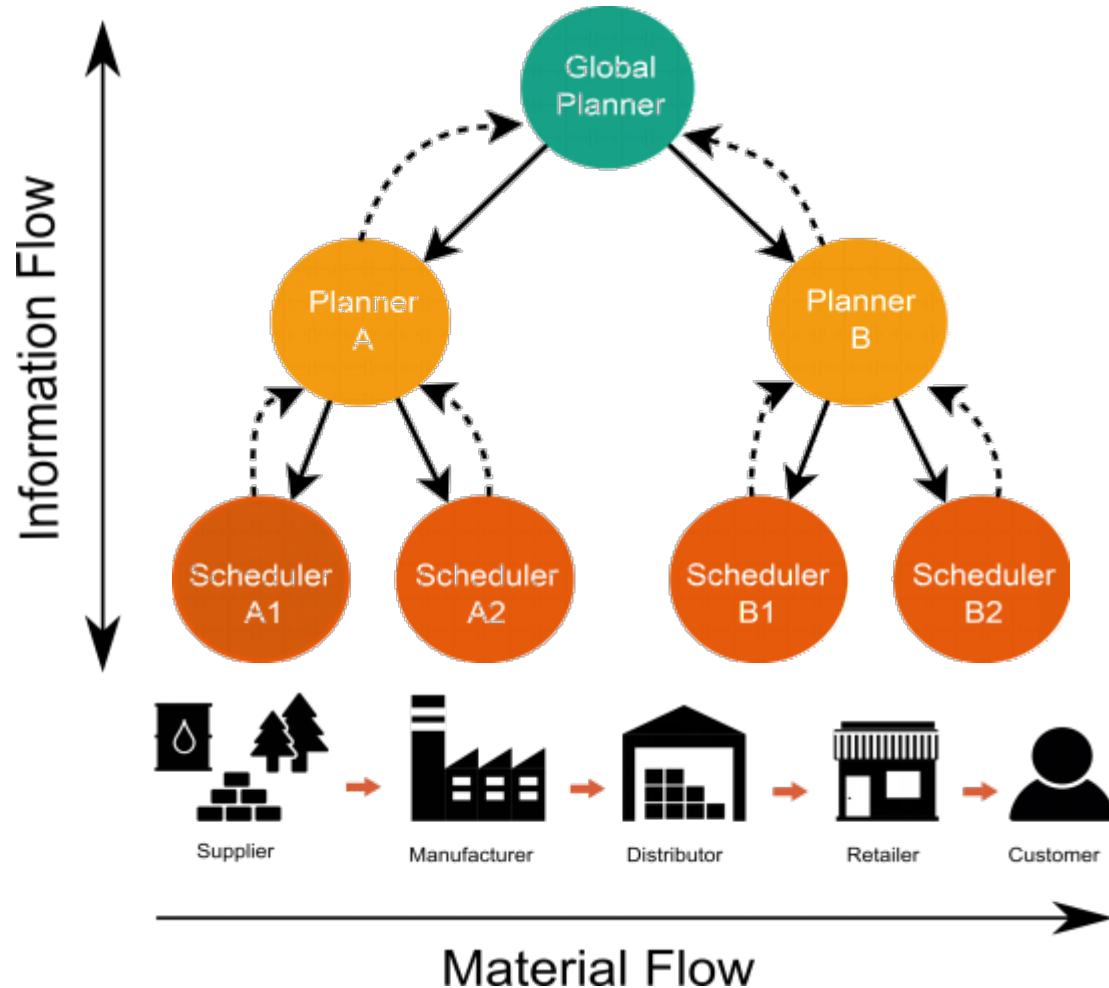 Global
Planner
Information Flow
Planner
A
Planner
B
Scheduler
A1
Scheduler
A2
Scheduler
B1
Scheduler
B2
Supplier
Manufacturer
Distributor
Retailer
Customer
Material Flow